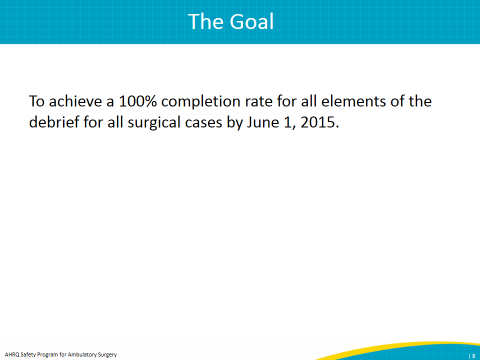 The Goal
To achieve a 100% completion rate for all elements of the
debrief for all surgical cases by June 1, 2015.
AHRQ Safety Program for Ambulatory Surgery
| 8